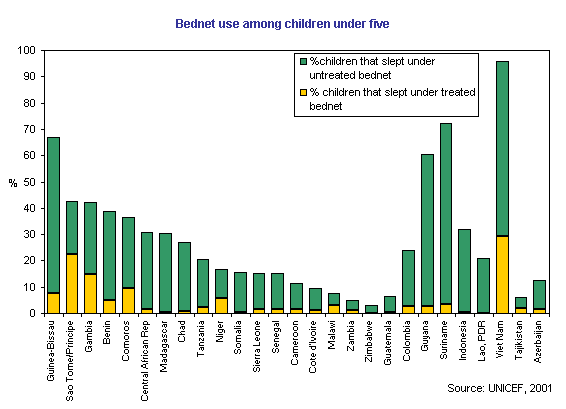 Bednet use among children under five
%children that slept under
untreated bednet
% children that slept under treated
bednet
%
100
90
80
70
60
50
40
30
20
10
0
Guinea-Bissau
Sao Tome/Principe
Gambia
Benin
Comoros
Central African Rep
Madagascar
Chad
Tanzania
Niger
Somalia
Sierra Leone
Senegal
Cameroon
Cote d'Ivoire
Malawi
Zambia
Zimbabwe
Guatemala
Colombia
Guyana
Suriname
Indonesia
Lao, PDR
Viet Nam
Tajikistan
Azerbaijan
Source: UNICEF, 2001